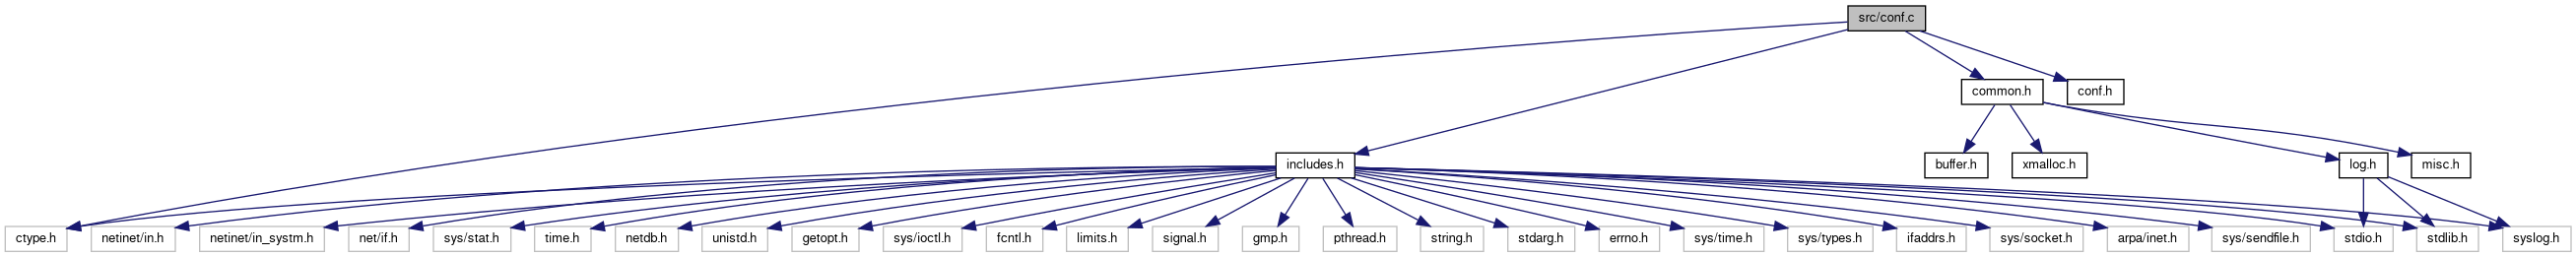 src/conf.c
common.h
conf.h
includes.h
buffer.h
xmalloc.h
log.h
misc.h
ctype.h
netinet/in.h
netinet/in_systm.h
net/if.h
sys/stat.h
time.h
netdb.h
unistd.h
getopt.h
sys/ioctl.h
fcntl.h
limits.h
signal.h
gmp.h
pthread.h
string.h
stdarg.h
errno.h
sys/time.h
sys/types.h
ifaddrs.h
sys/socket.h
arpa/inet.h
sys/sendfile.h
stdio.h
stdlib.h
syslog.h